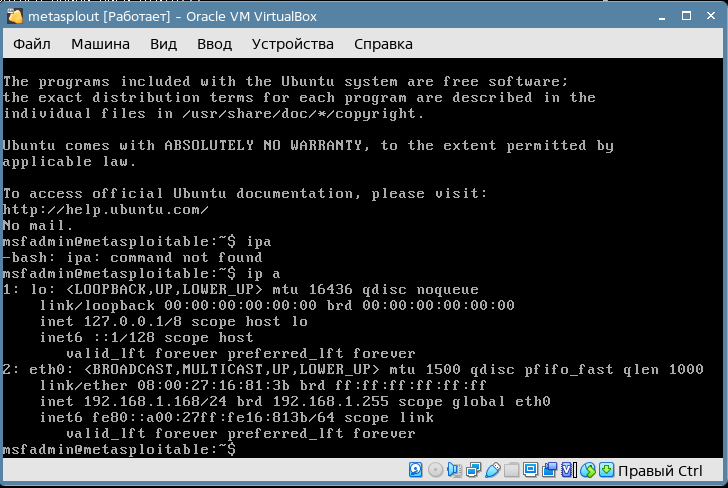 metasplout [Работает] - Oracle VM VirtualBox
Файл Машина Вид Ввод Устройства Справка
The programs included with the Ubuntu system are free software;
the exact distribution terms for each program are described in the
individual files in /usr/share/doc/*/copyright.
Ubuntu comes with ABSOLUTELY NO WARRANTY, to the extent permitted by
applicable law.
To access official Ubuntu documentation, please visit:
http://help.ubuntu.com/
No mail.
msfadmin@metasploitable:~$ ipa
-bash: ipa: command not found
msfadmin@metasploitable:~$ ip a
1: lo: <LOOPBACK,UP,LOWER_UP> mtu 16436 qdisc noqueue
    link/loopback 00:00:00:00:00:00 brd 00:00:00:00:00:00
    inet 127.0.0.1/8 scope host lo
    inet6 ::1/128 scope host
       valid_lft forever preferred_lft forever
2: eth0: <BROADCAST,MULTICAST,UP,LOWER_UP> mtu 1500 qdisc pfifo_fast qlen 1000
    link/ether 08:00:27:16:81:3b brd ff:ff:ff:ff:ff:ff
    inet 192.168.1.168/24 brd 192.168.1.255 scope global eth0
    inet6 fe80::a00:27ff:fe16:813b/64 scope link
       valid_lft forever preferred_lft forever
msfadmin@metasploitable:~$
Правый Ctrl